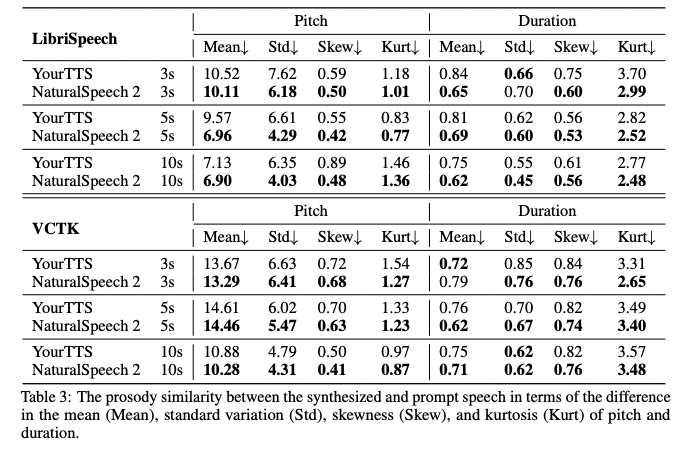 LibriSpeech Pitch Duration
Mean↓ Std↓ Skew↓ Kurt↓ Mean↓ Std↓ Skew↓ Kurt↓
YourTTS 3s 10.52 7.62 0.59 1.18 0.84 0.66 0.75 3.70
NaturalSpeech 2 3s 10.11 6.18 0.50 1.01 0.65 0.70 0.60 2.99
YourTTS 5s 9.57 6.61 0.55 0.83 0.81 0.62 0.56 2.82
NaturalSpeech 2 5s 6.96 4.29 0.42 0.77 0.69 0.60 0.53 2.52
YourTTS 10s 7.13 6.35 0.89 1.46 0.75 0.55 0.61 2.77
NaturalSpeech 2 10s 6.90 4.03 0.48 1.36 0.62 0.45 0.56 2.48
VCTK Pitch Duration
Mean↓ Std↓ Skew↓ Kurt↓ Mean↓ Std↓ Skew↓ Kurt↓
YourTTS 3s 13.67 6.63 0.72 1.54 0.72 0.85 0.84 3.31
NaturalSpeech 2 3s 13.29 6.41 0.68 1.27 0.79 0.76 0.76 2.65
YourTTS 5s 14.61 6.02 0.70 1.33 0.76 0.70 0.82 3.49
NaturalSpeech 2 5s 14.46 5.47 0.63 1.23 0.62 0.67 0.74 3.40
YourTTS 10s 10.88 4.79 0.50 0.97 0.75 0.62 0.82 3.57
NaturalSpeech 2 10s 10.28 4.31 0.41 0.87 0.71 0.62 0.76 3.48
Table 3: The prosody similarity between the synthesized and prompt speech in terms of the difference
in the mean (Mean), standard variation (Std), skewness (Skew), and kurtosis (Kurt) of pitch and
duration.